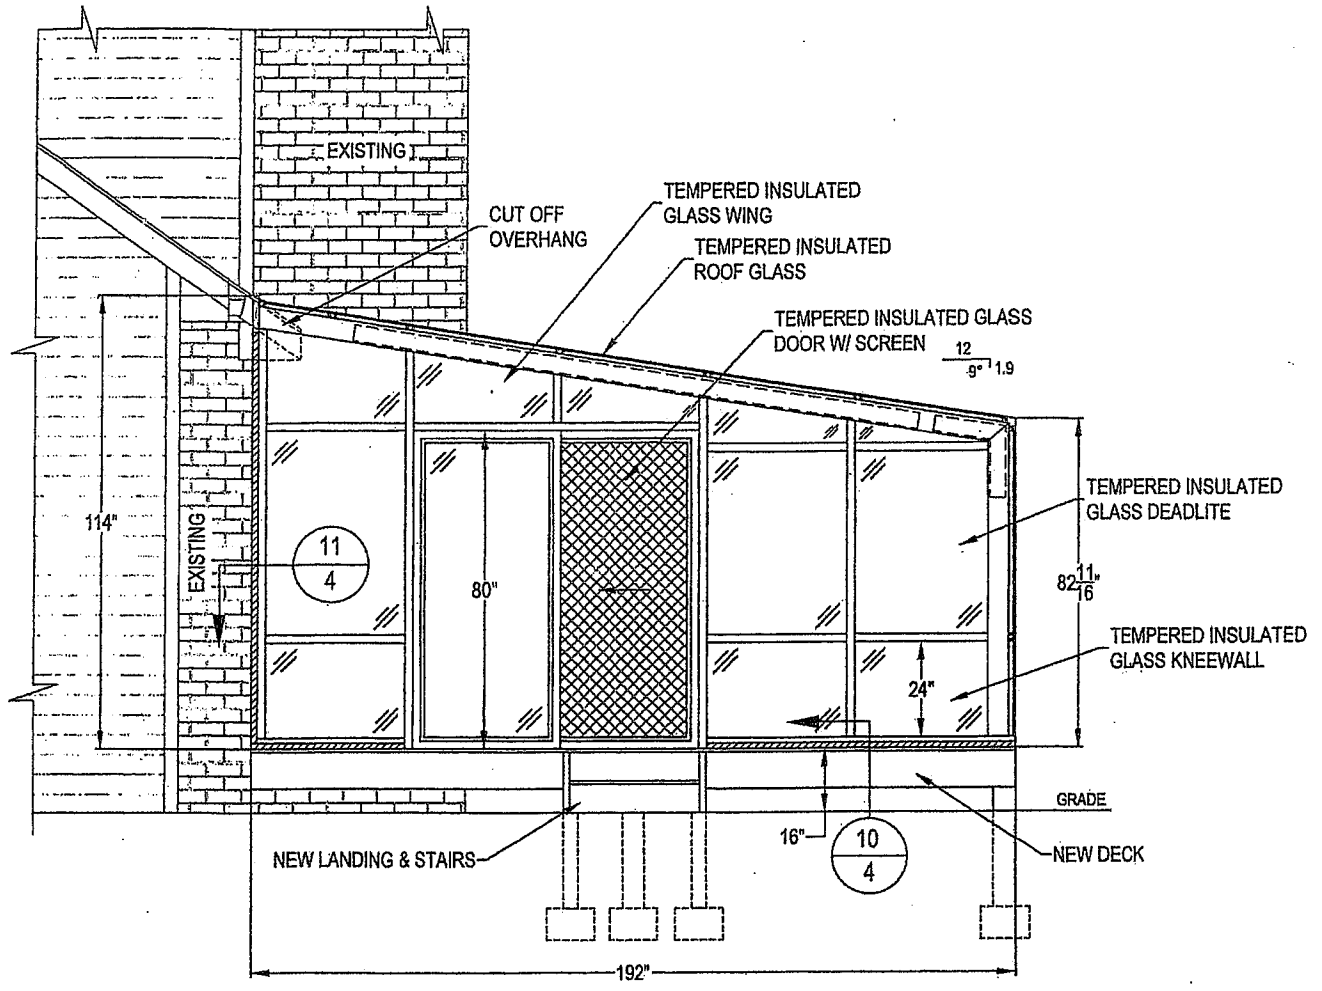 EXISTING
TEMPERED INSULATED
GLASS WING
CUT OFF
OVERHANG
TEMPERED INSULATED
ROOF GLASS
TEMPERED INSULATED GLASS
DOOR W/ SCREEN
12
9° 1.9
TEMPERED INSULATED
GLASS DEADLITE
114"
EXISTING
11
4
80"
82 11/16"
TEMPERED INSULATED
GLASS KNEEWALL
24"
GRADE
16"
10
4
NEW LANDING & STAIRS
NEW DECK
192"